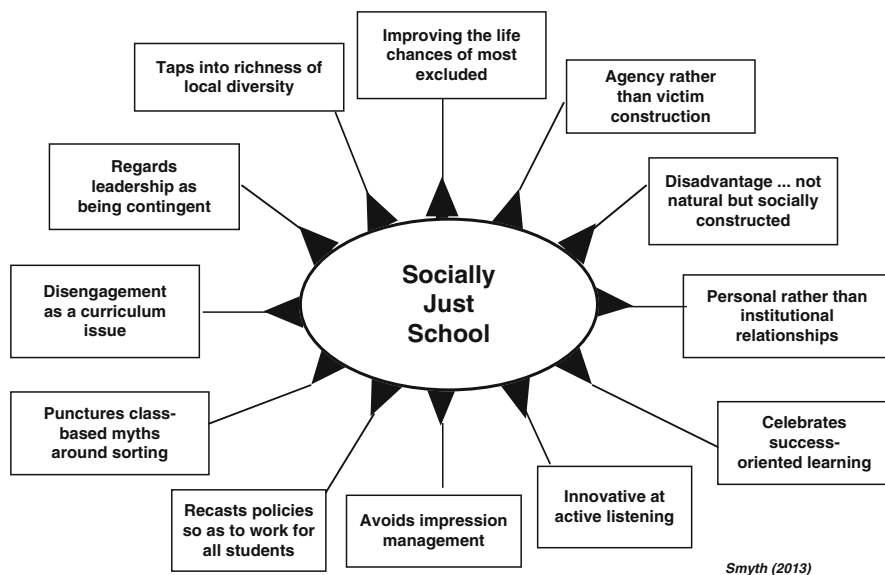 Improving the life
chances of most
excluded
Taps into richness of
local diversity
Agency rather
than victim
construction
Regards
leadership as
being contingent
Disadvantage ... not
natural but socially
constructed
Socially
Just
School
Disengagement
as a curriculum
issue
Personal rather than
institutional
relationships
Punctures class-
based myths
around sorting
Celebrates
success-
oriented learning
Recasts policies
so as to work for
all students
Avoids impression
management
Innovative at
active listening
Smyth (2013)